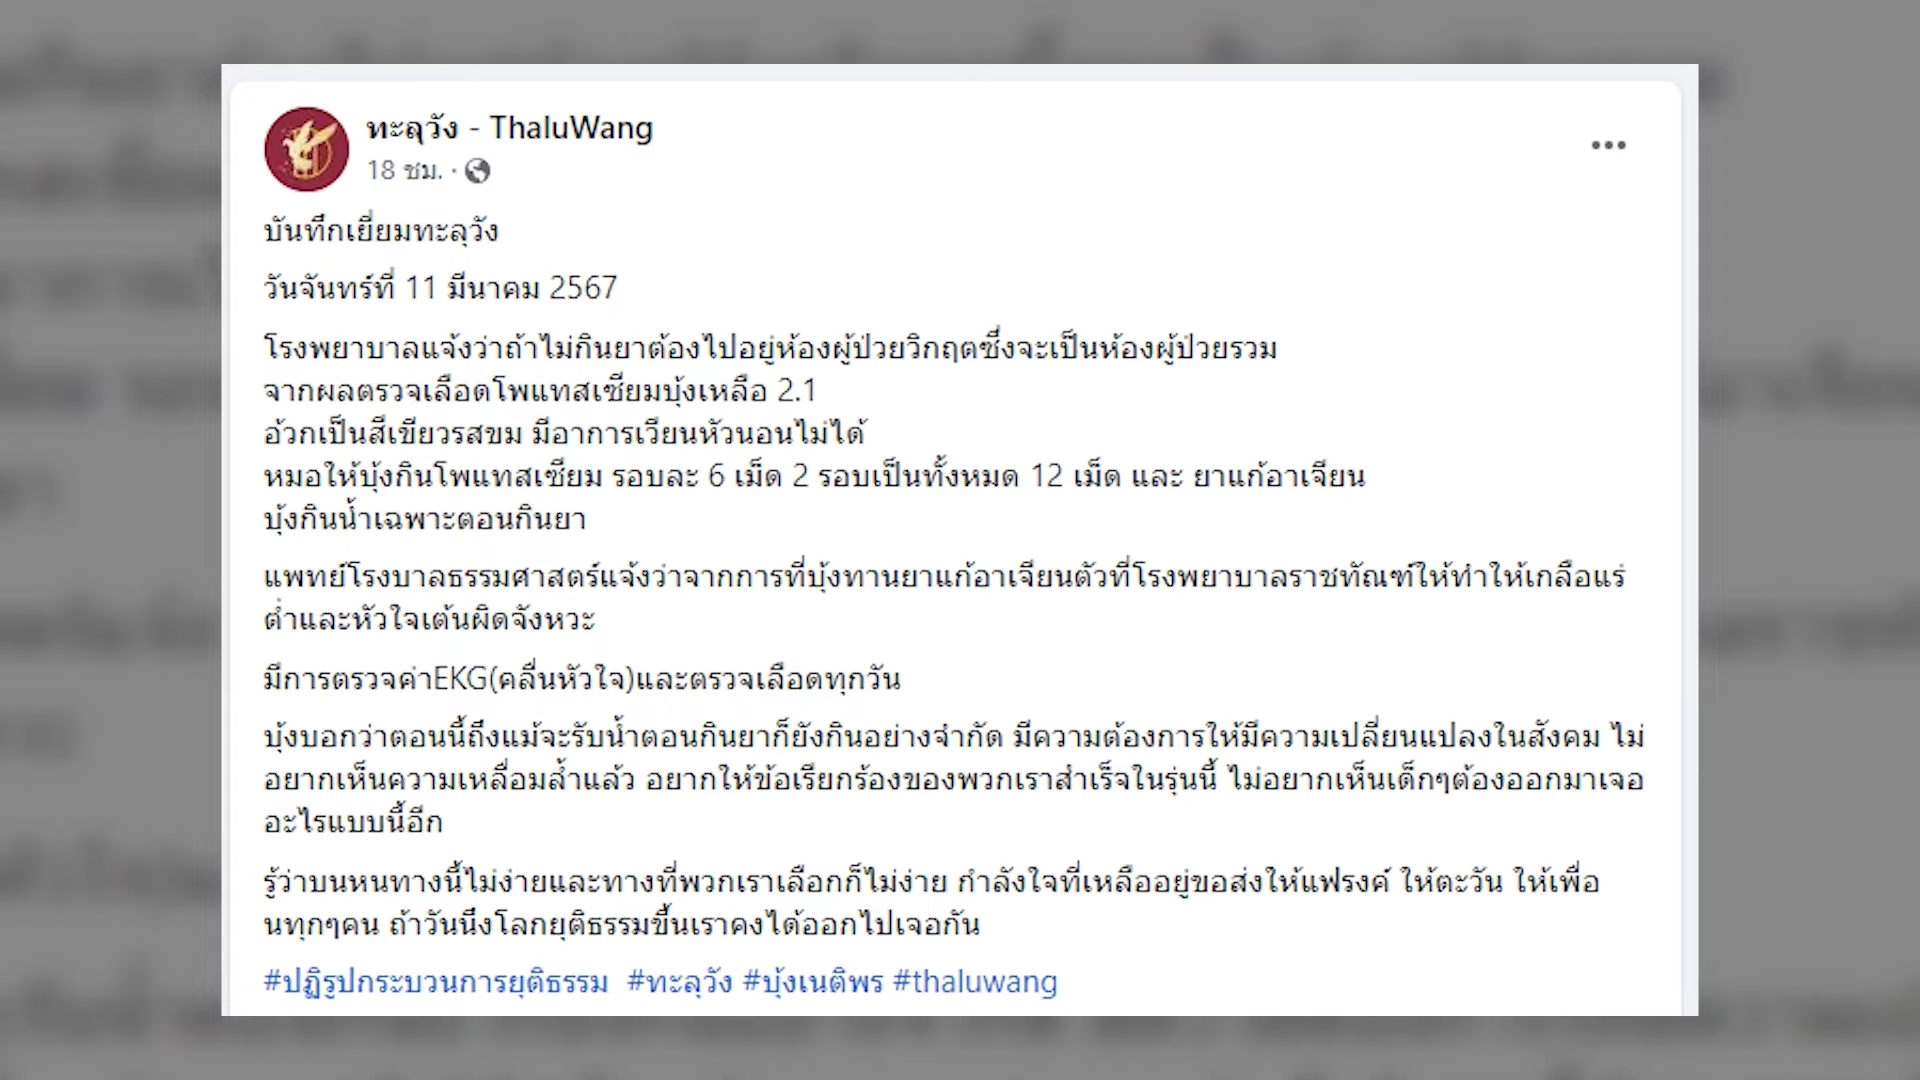 ทะลุวัง - ThaluWang
18 ชม. ·
บันทึกเยี่ยมทะลุวัง
วันจันทร์ที่ 11 มีนาคม 2567
โรงพยาบาลแจ้งว่าถ้าไม่กินยาต้องไปอยู่ห้องผู้ป่วยวิกฤตซึ่งจะเป็นห้องผู้ป่วยรวม
จากผลตรวจเลือดโพแทสเซียมบุ้งเหลือ 2.1
อ้วกเป็นสีเขียวรสขม มีอาการเวียนหัวนอนไม่ได้
หมอให้บุ้งกินโพแทสเซียม รอบละ 6 เม็ด 2 รอบเป็นทั้งหมด 12 เม็ด และ ยาแก้อาเจียน
บุ้งกินน้ำเฉพาะตอนกินยา
แพทย์โรงบาลธรรมศาสตร์แจ้งว่าจากการที่บุ้งทานยาแก้อาเจียนตัวที่โรงพยาบาลราชทัณฑ์ให้ทำให้เกลือแร่
ต่ำและหัวใจเต้นผิดจังหวะ
มีการตรวจค่าEKG(คลื่นหัวใจ)และตรวจเลือดทุกวัน
บุ้งบอกว่าตอนนี้ถึงแม้จะรับน้ำตอนกินยาก็ยังกินอย่างจำกัด มีความต้องการให้มีความเปลี่ยนแปลงในสังคม ไม่
อยากเห็นความเหลื่อมล้ำแล้ว อยากให้ข้อเรียกร้องของพวกเราสำเร็จในรุ่นนี้ ไม่อยากเห็นเด็กๆต้องออกมาเจอ
อะไรแบบนี้อีก
รู้ว่าบนหนทางนี้ไม่ง่ายและทางที่พวกเราเลือกก็ไม่ง่าย กำลังใจที่เหลืออยู่ขอส่งให้แฟรงค์ ให้ตะวัน ให้เพื่อ
นทุกๆคน ถ้าวันนึงโลกยุติธรรมขึ้นเราคงได้ออกไปเจอกัน
#ปฏิรูปกระบวนการยุติธรรม #ทะลุวัง #บุ้งเนติพร #thaluwang